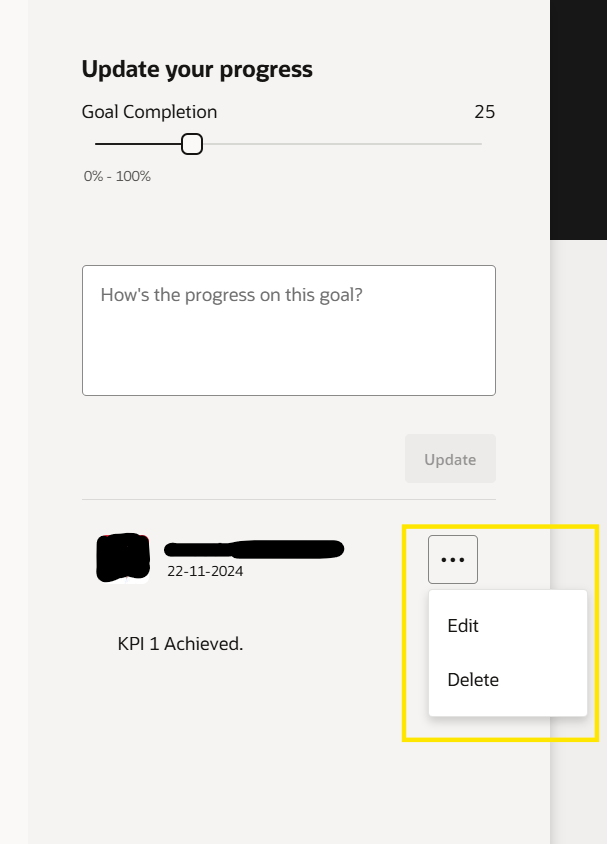 Update your progress
Goal Completion 25
0% - 100%
How's the progress on this goal?
Update
22-11-2024
KPI 1 Achieved.
Edit
Delete